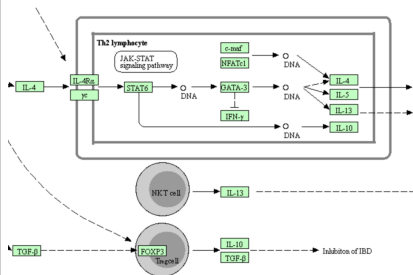 Th2 lymphocyte
JAK-STAT
signaling pathway
c-maf
NFATc1
DNA
IL-4
IL-4Rα
γc
STAT6
DNA
GATA-3
DNA
IL-4
IL-5
IL-13
IFN-γ
DNA
IL-10
NKT cell
IL-13
TGF-β
FOXP3
Treg cell
IL-10
TGF-β
Inhibiton of IBD